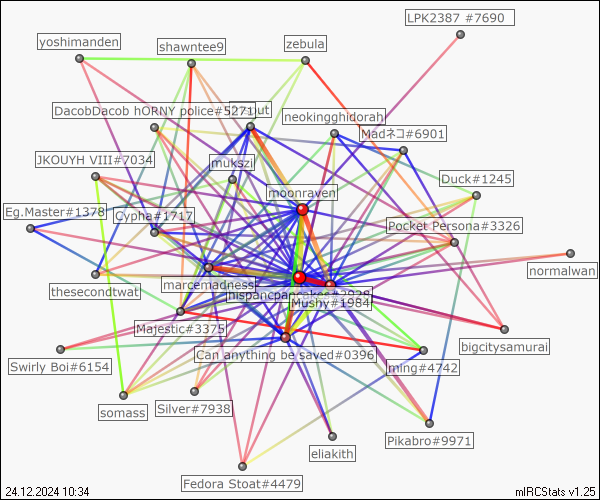 LPK2387 #7690
yoshimanden
shawntee9
zebula
DacobDacob hORNY police#5271
ut
neokingghidorah
Madネコ#6901
JKOUYH VIII#7034
mukszi
Duck#1245
moonraven
Eg.Master#1378
Cypha#1717
Pocket Persona#3326
normalwan
thesecondtwat
marcemadness
Mushy#1984
Majestic#3375
bigcitysamurai
Can anything be saved#0396
Swirly Boi#6154
ming#4742
somass
Silver#7938
Pikabro#9971
eliakith
Fedora Stoat#4479
24.12.2024 10:34
mIRCStats v1.25